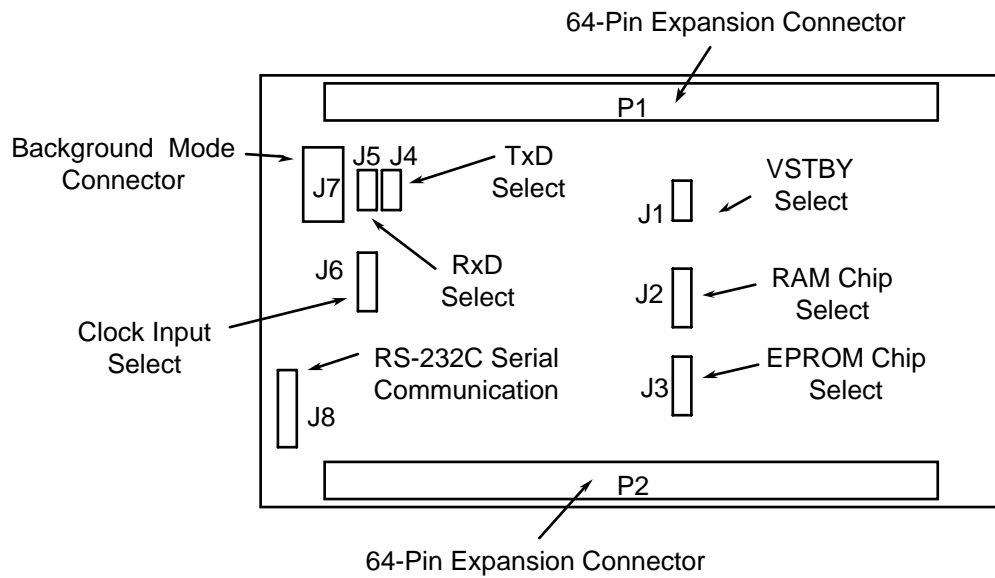 64-Pin Expansion Connector
P1
Background Mode
Connector
J7
J5
J4
TxD
Select
J1
VSTBY
Select
J6
RxD
Select
J2
RAM Chip
Select
Clock Input
Select
RS-232C Serial
Communication
J3
EPROM Chip
Select
J8
P2
64-Pin Expansion Connector